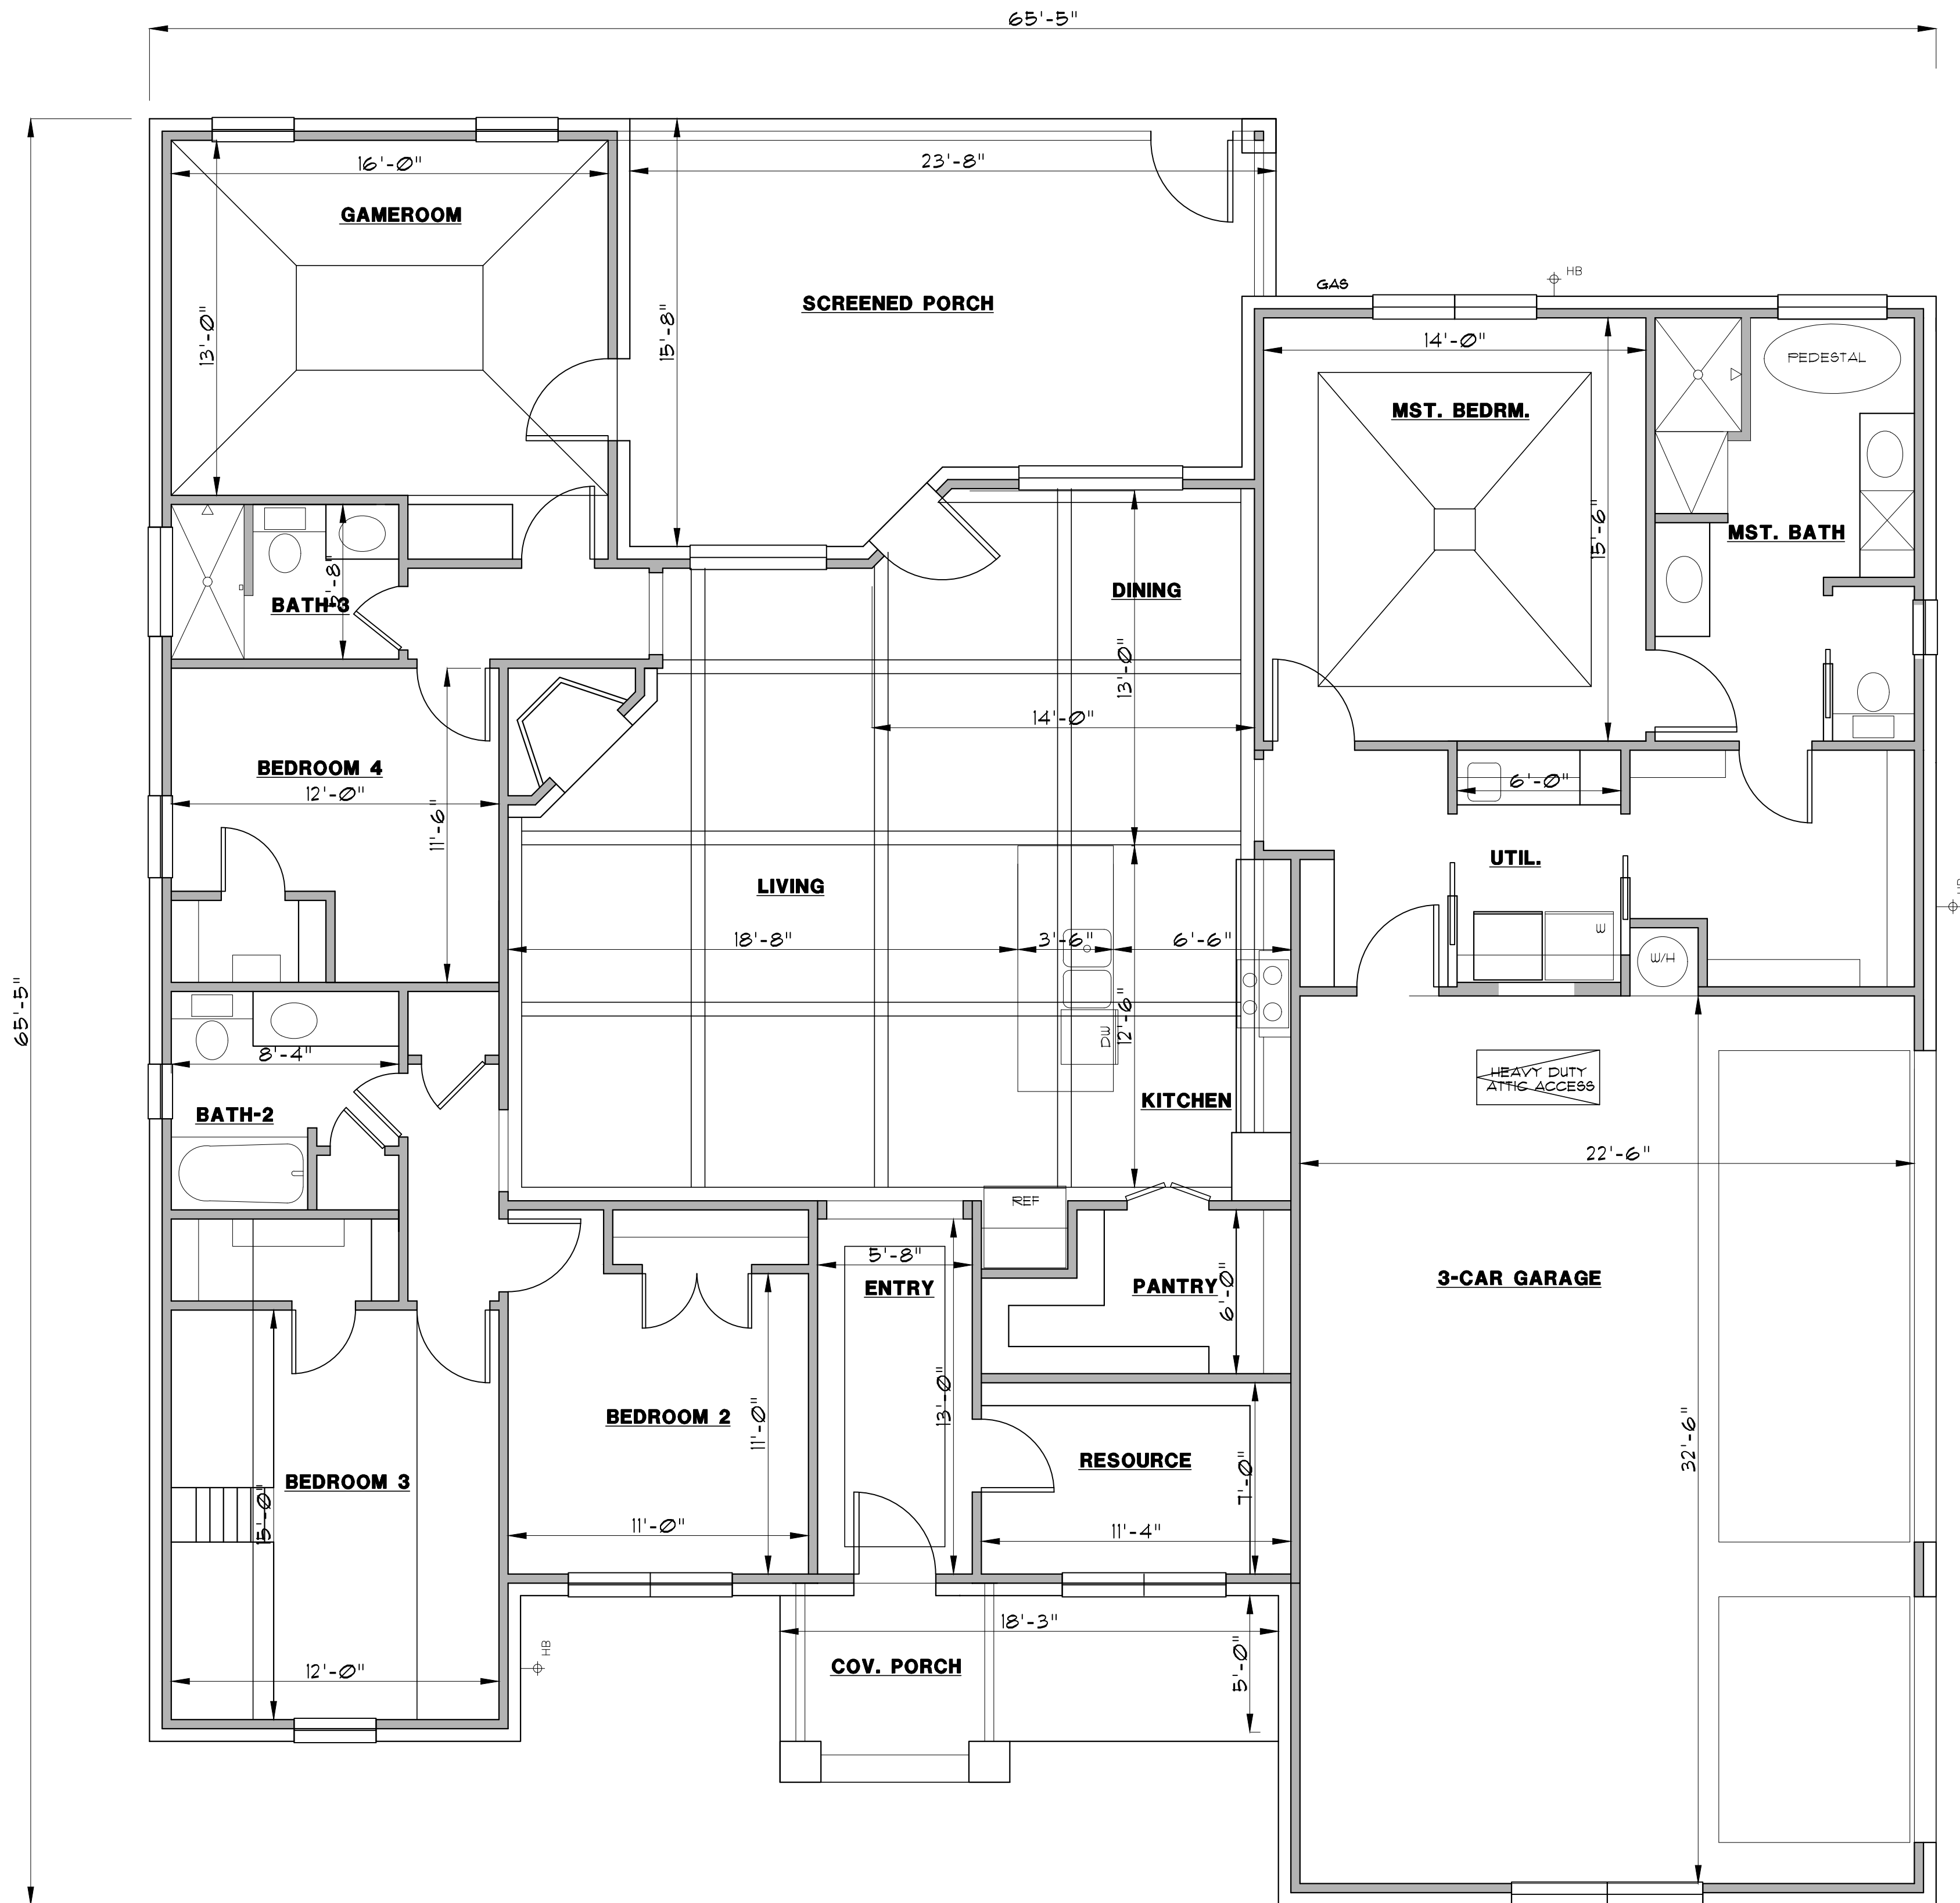 65'-5"
16'-0"
23'-8"
GAMEROOM
HB
GAS
SCREENED PORCH
13'-0"
15'-8"
14'-0"
PEDESTAL
MST. BEDRM.
15'-6"
MST. BATH
DINING
BATH-3
13'-0"
14'-0"
BEDROOM 4
12'-0"
11'-6"
6'-0"
UTIL.
LIVING
18'-8"
3'-6"
6'-6"
W
W/H
65'-5"
12'-6"
DW
8'-4"
HEAVY DUTY
ATTIC ACCESS
BATH-2
KITCHEN
22'-6"
REF
5'-8"
ENTRY
PANTRY
6'-0"
3-CAR GARAGE
13'-0"
BEDROOM 2
11'-0"
32'-6"
RESOURCE
7'-0"
BEDROOM 3
15'-0"
11'-0"
11'-4"
18'-3"
HB
12'-0"
COV. PORCH
5'-0"